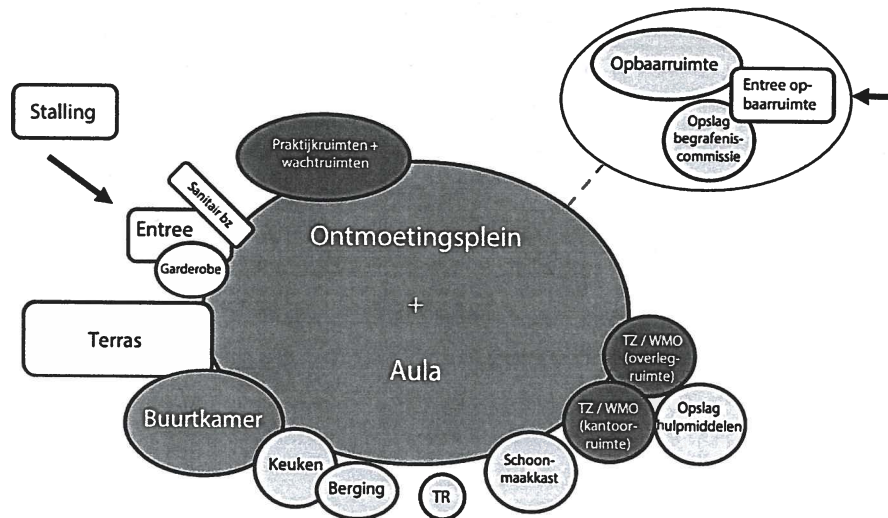 Opbaarruimte
Entree op-
baarruimte
Opslag
begrafenis-
commissie
Stalling
Praktijkruimten +
wachtruimten
Sanitair bz
Entree
Garderobe
Ontmoetingsplein
+
Aula
Terras
Buurtkamer
Keuken
Berging
TR
Schoon-
maakkast
TZ / WMO
(overleg-
ruimte)
TZ / WMO
(kantoor-
ruimte)
Opslag
hulpmiddelen